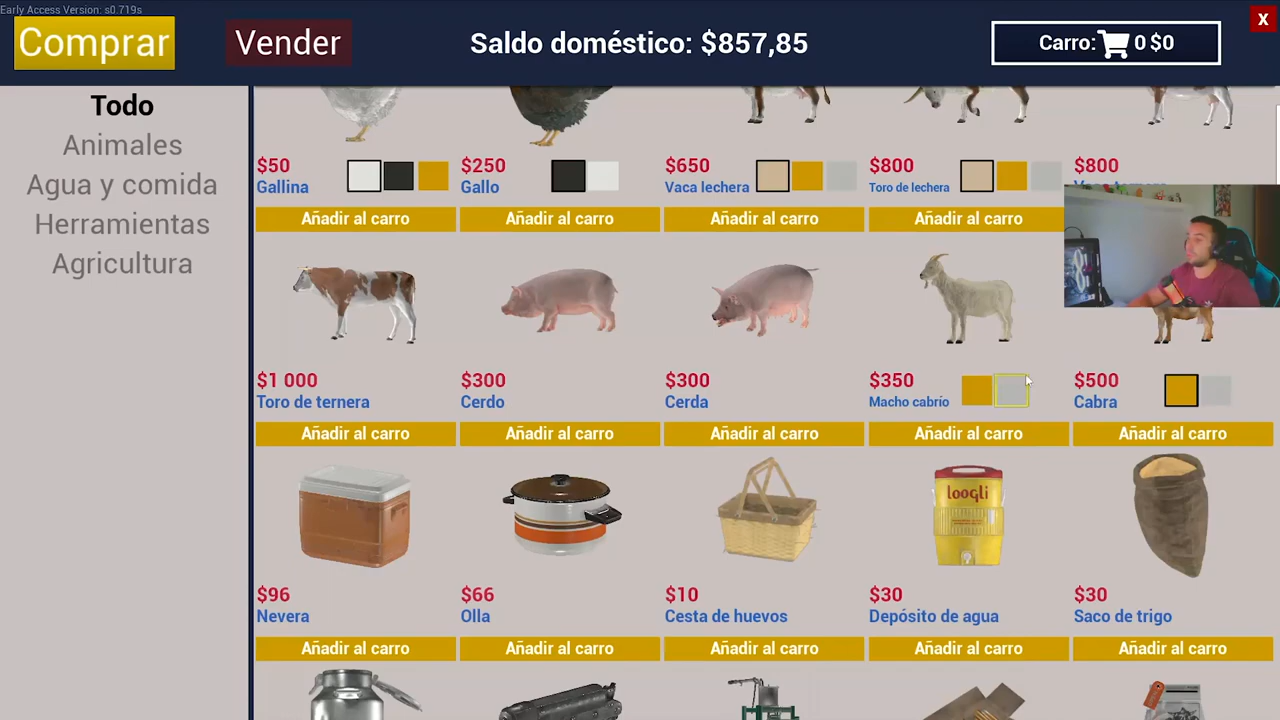 Early Access Version: s0.719s
Comprar
Vender
Saldo doméstico: $857,85
Carro: 0 $0
X
Todo
Animales
Agua y comida
Herramientas
Agricultura
$50
Gallina
$250
Gallo
$650
Vaca lechera
$800
Toro de lechera
$800
Añadir al carro
Añadir al carro
Añadir al carro
Añadir al carro
$1 000
Toro de ternera
$300
Cerdo
$300
Cerda
$350
Macho cabrío
$500
Cabra
Añadir al carro
Añadir al carro
Añadir al carro
Añadir al carro
Añadir al carro
loogli
$96
Nevera
$66
Olla
$10
Cesta de huevos
$30
Depósito de agua
$30
Saco de trigo
Añadir al carro
Añadir al carro
Añadir al carro
Añadir al carro
Añadir al carro